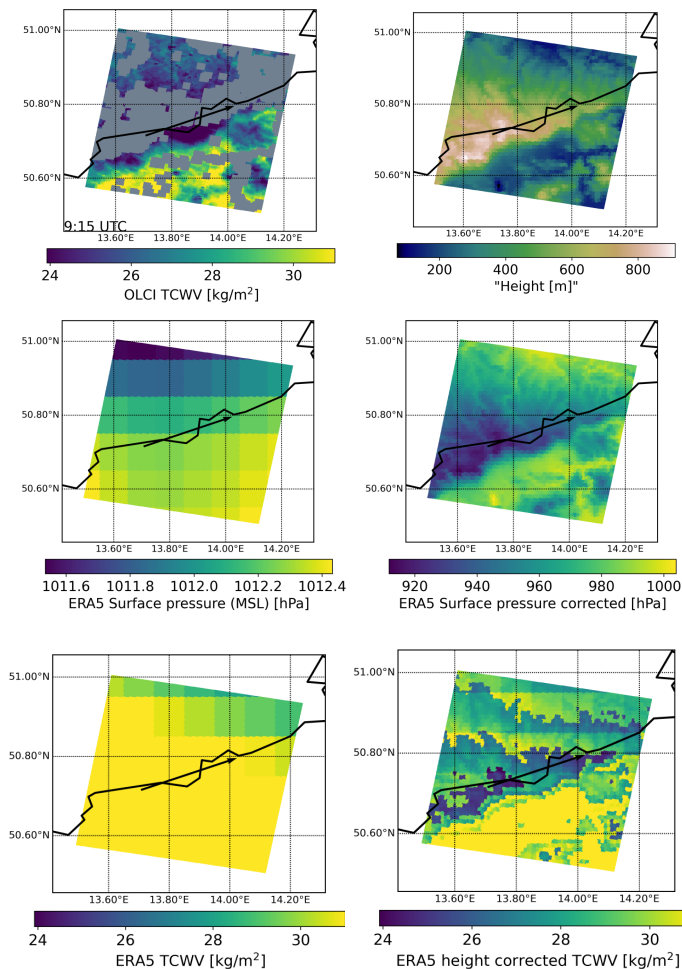 51.00°N
50.80°N
50.60°N
9:15 UTC
13.60°E 13.80°E 14.00°E 14.20°E
24 26 28 30
OLCI TCWV [kg/m²]
51.00°N
50.80°N
50.60°N
13.60°E 13.80°E 14.00°E 14.20°E
200 400 600 800
"Height [m]"
51.00°N
50.80°N
50.60°N
13.60°E 13.80°E 14.00°E 14.20°E
1011.6 1011.8 1012.0 1012.2 1012.4
ERA5 Surface pressure (MSL) [hPa]
51.00°N
50.80°N
50.60°N
13.60°E 13.80°E 14.00°E 14.20°E
920 940 960 980 1000
ERA5 Surface pressure corrected [hPa]
51.00°N
50.80°N
50.60°N
13.60°E 13.80°E 14.00°E 14.20°E
24 26 28 30
ERA5 TCWV [kg/m²]
51.00°N
50.80°N
50.60°N
13.60°E 13.80°E 14.00°E 14.20°E
24 26 28 30
ERA5 height corrected TCWV [kg/m²]